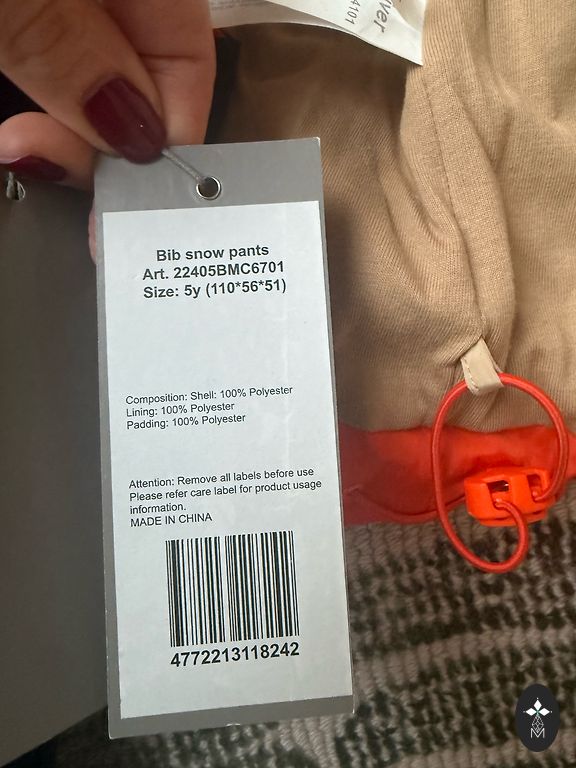 4101
ver
Bib snow pants
Art. 22405BMC6701
Size: 5y (110*56*51)
Composition: Shell: 100% Polyester
Lining: 100% Polyester
Padding: 100% Polyester
Attention: Remove all labels before use
Please refer care label for product usage
information.
MADE IN CHINA
4772213118242
M